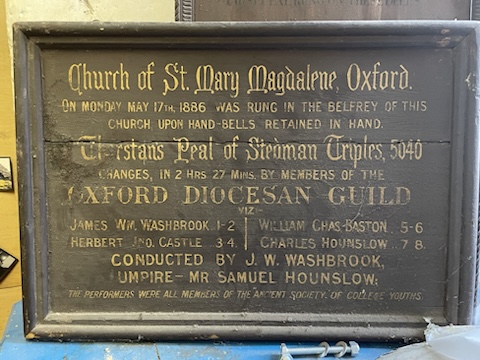 Church of St. Mary Magdalene, Oxford.
ON MONDAY MAY 17TH, 1886 WAS RUNG IN THE BELFREY OF THIS
CHURCH UPON HAND-BELLS RETAINED IN HAND.
Thurstans Peal of Stedman Triples, 5040
CHANGES, IN 2 HRS 27 MINS. BY MEMBERS OF THE
OXFORD DIOCESAN GUILD
VIZ:-
JAMES WM. WASHBROOK..1-2 WILLIAM CHAS-BASTON..5-6
HERBERT JNO. CASTLE..3-4. CHARLES HOUNSLOW..7 8.
CONDUCTED BY J. W. WASHBROOK,
UMPIRE- MR SAMUEL HOUNSLOW;
THE PERFORMERS WERE ALL MEMBERS OF THE ANCIENT SOCIETY. OF COLLEGE YOUTHS.